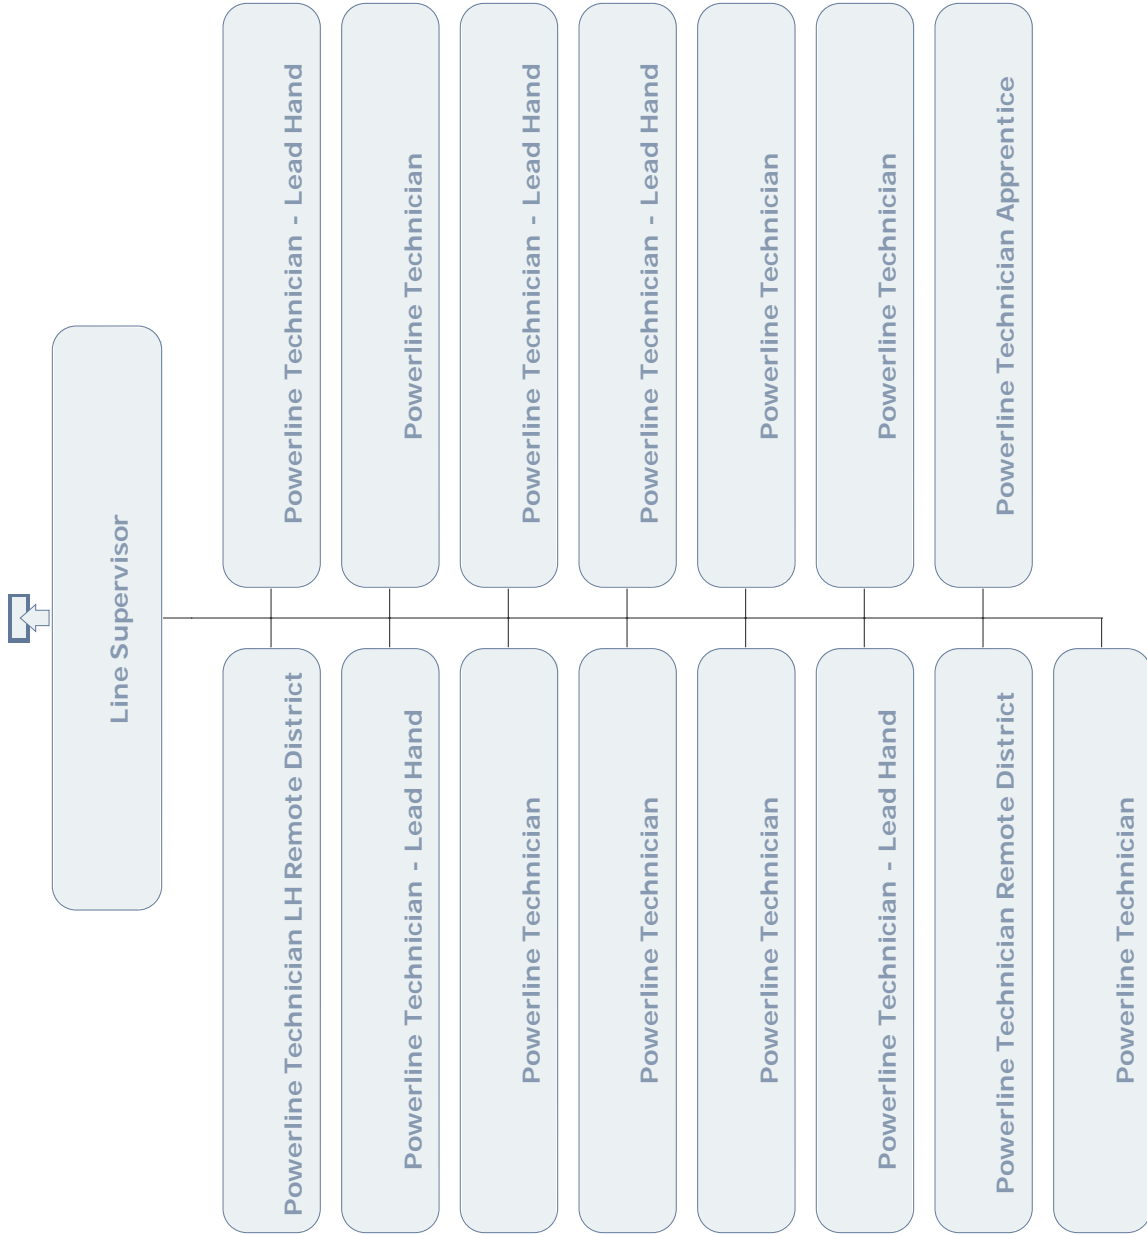 Line Supervisor
Powerline Technician LH Remote District
Powerline Technician - Lead Hand
Powerline Technician - Lead Hand
Powerline Technician
Powerline Technician
Powerline Technician - Lead Hand
Powerline Technician
Powerline Technician - Lead Hand
Powerline Technician
Powerline Technician
Powerline Technician - Lead Hand
Powerline Technician
Powerline Technician Remote District
Powerline Technician Apprentice
Powerline Technician